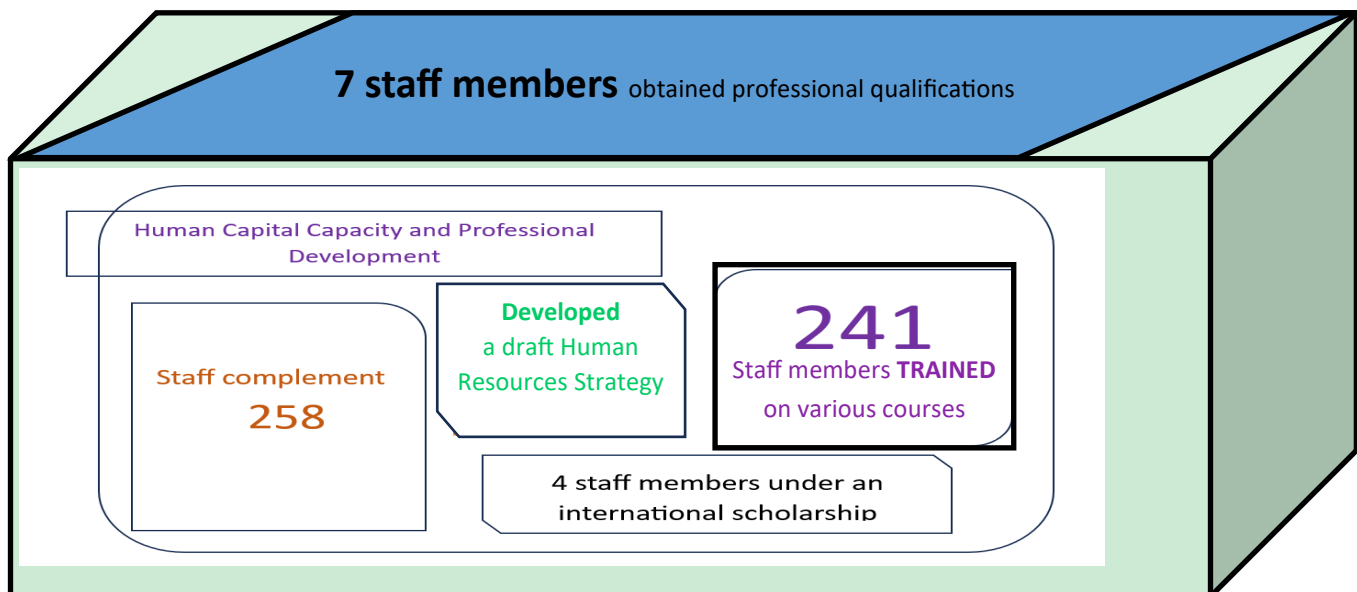 7 staff members obtained professional qualifications
Human Capital Capacity and Professional
Development
Staff complement
258
Developed
a draft Human
Resources Strategy
241
Staff members TRAINED
on various courses
4 staff members under an
international scholarship